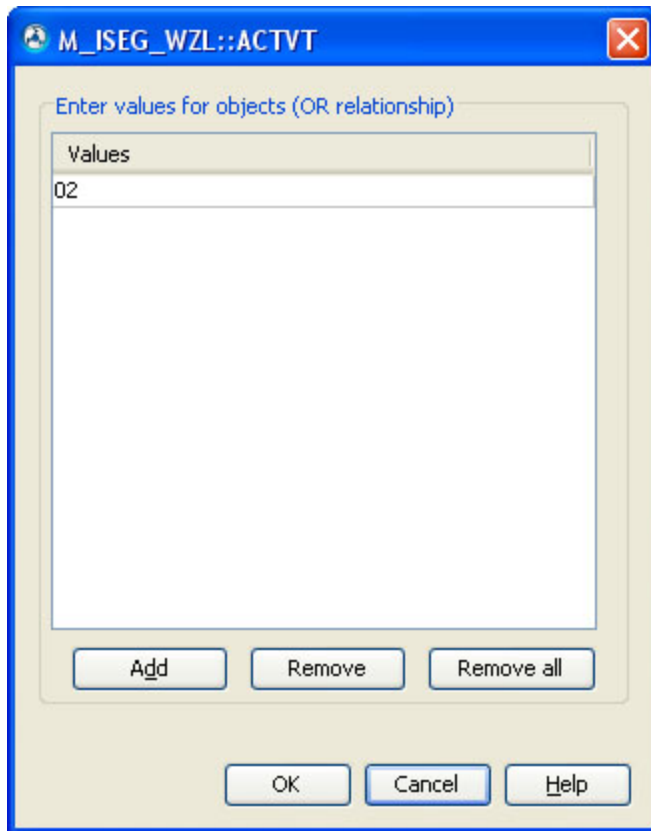 M_ISEG_WZL::ACTVT
Enter values for objects (OR relationship)
Values
02
Add Remove Remove all
OK Cancel Help